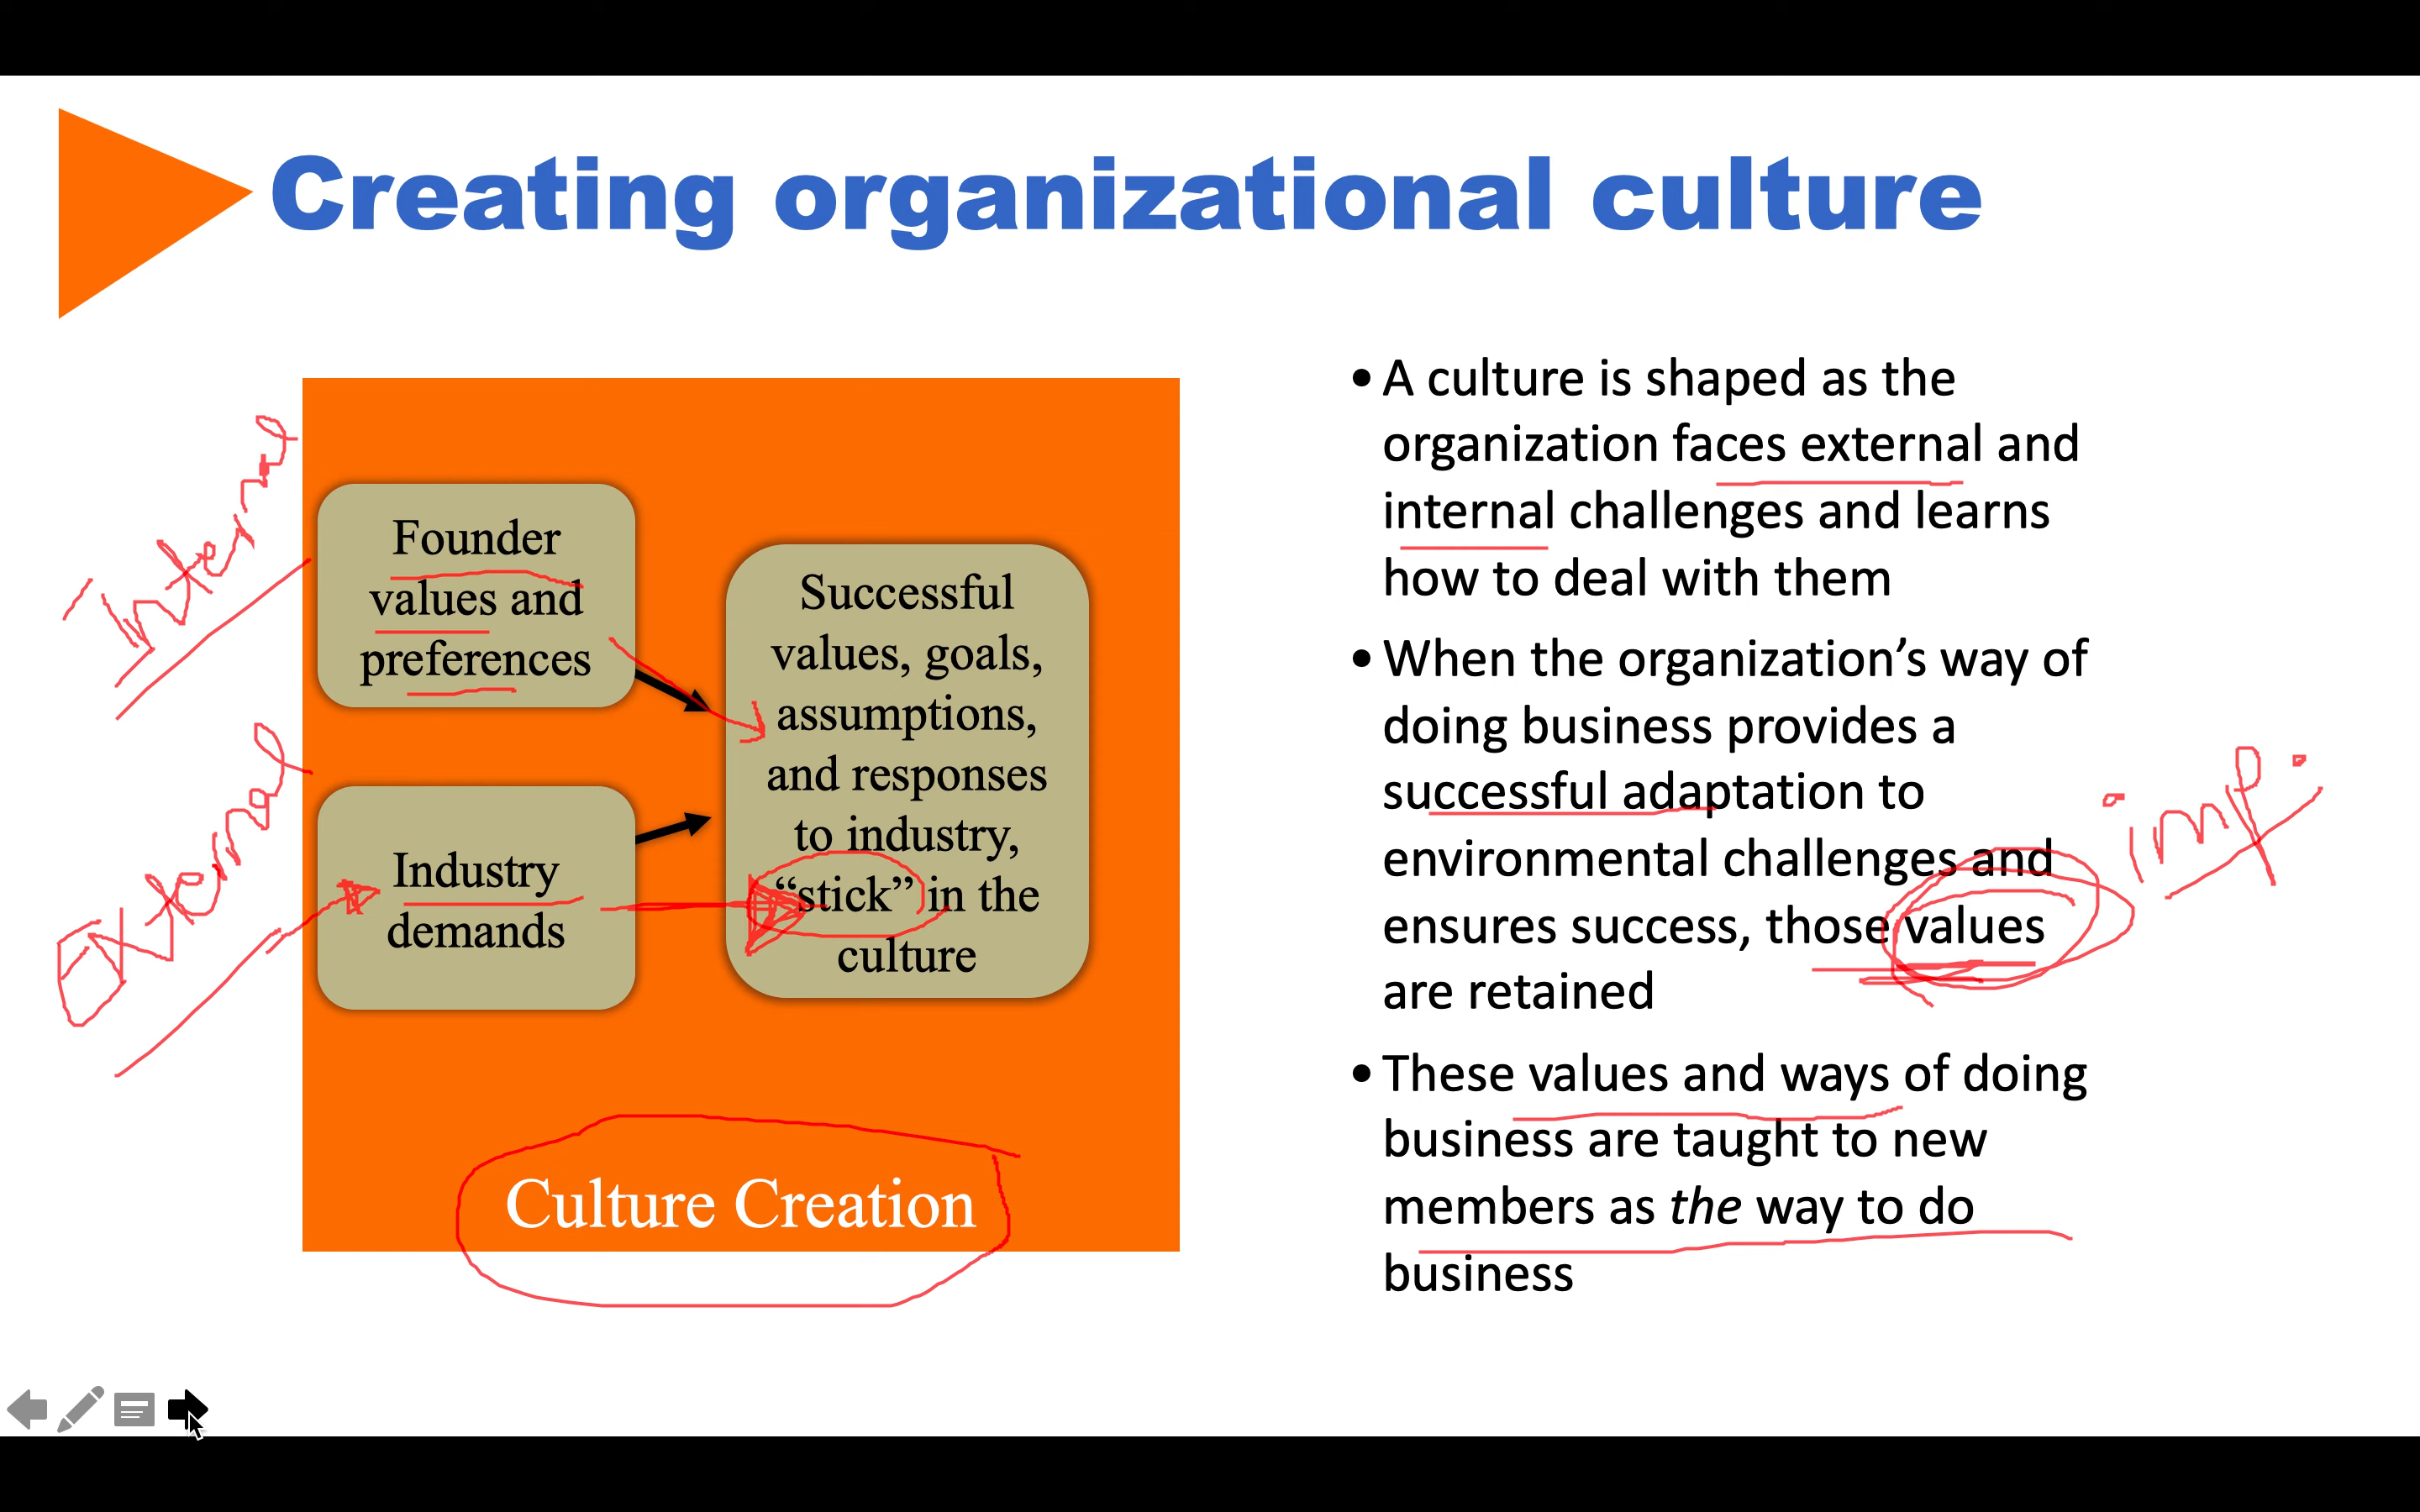 Creating organizational culture
Internal
Founder
values and
preferences
External
Industry
demands
Successful
values, goals,
assumptions,
and responses
to industry,
“stick” in the
culture
Culture Creation
• A culture is shaped as the
organization faces external and
internal challenges and learns
how to deal with them
• When the organization’s way of
doing business provides a
successful adaptation to
environmental challenges and
ensures success, those values
are retained
imp.
• These values and ways of doing
business are taught to new
members as the way to do
business